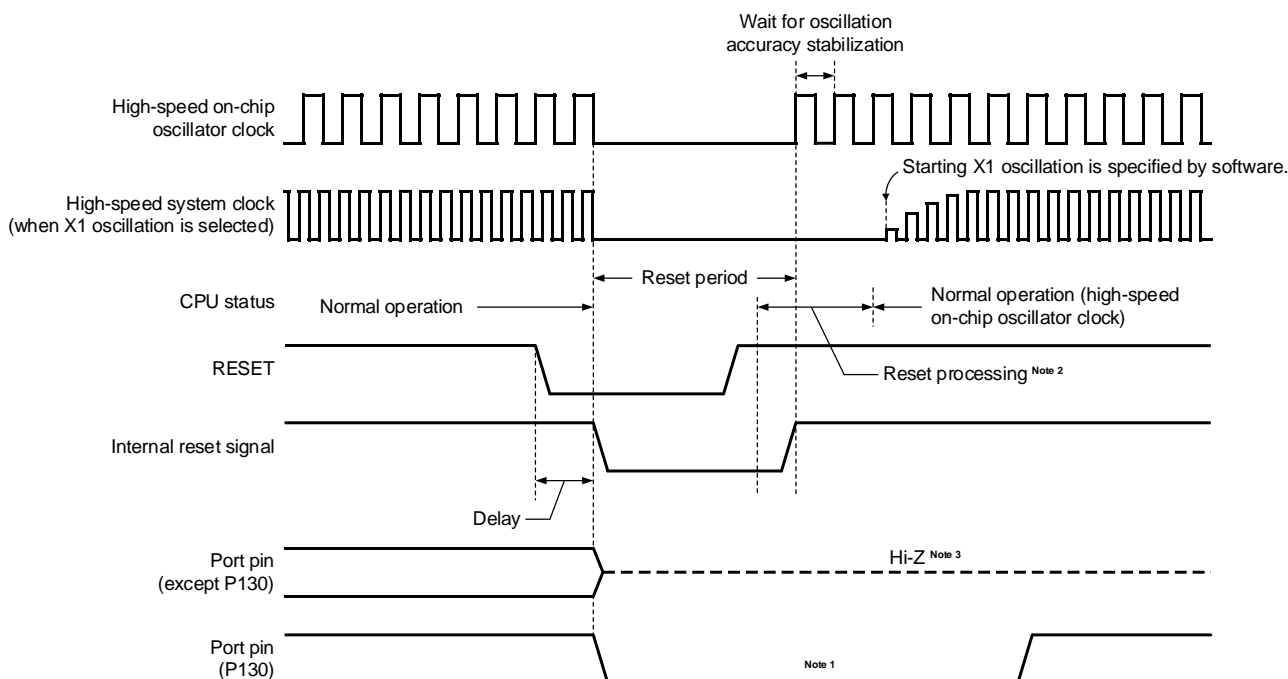 Wait for oscillation
accuracy stabilization
High-speed on-chip
oscillator clock
Starting X1 oscillation is specified by software.
High-speed system clock
(when X1 oscillation is selected)
Reset period
CPU status
Normal operation
Normal operation (high-speed
on-chip oscillator clock)
RESET
Reset processing Note 2
Internal reset signal
Delay
Port pin
(except P130)
Hi-Z Note 3
Port pin
(P130)
Note 1